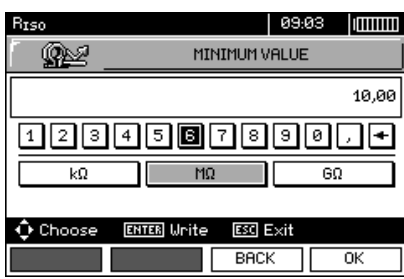 RISO 09:03
MINIMUM VALUE
10,00
1 2 3 4 5 6 7 8 9 0 , ←
kΩ MΩ GΩ
Choose ENTER Write ESC Exit
BACK OK